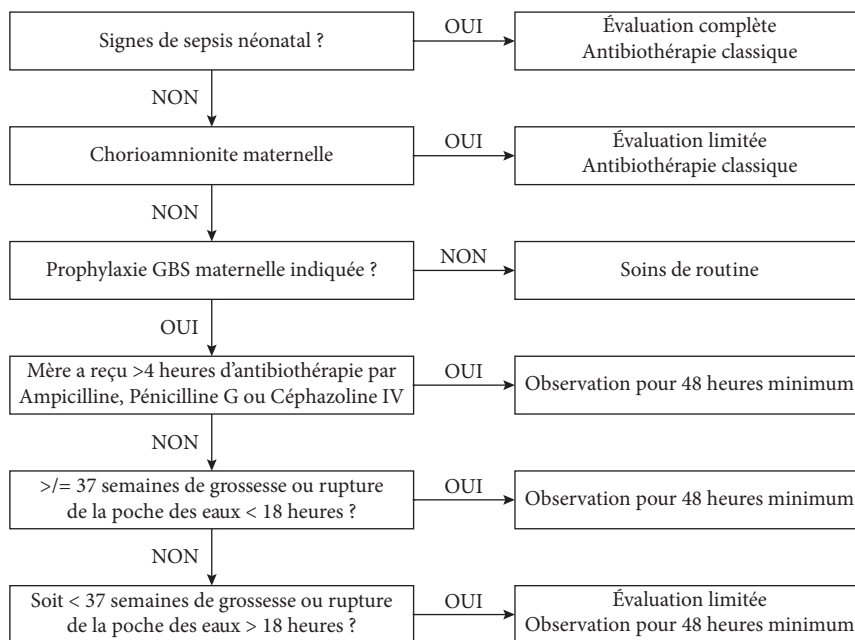 Signes de sepsis néonatal ?
OUI
Évaluation complète
Antibiothérapie classique
NON
Chorioamnionite maternelle
OUI
Évaluation limitée
Antibiothérapie classique
NON
Prophylaxie GBS maternelle indiquée ?
NON
Soins de routine
OUI
Mère a reçu >4 heures d’antibiothérapie par
Ampicilline, Pénicilline G ou Céphazoline IV
OUI
Observation pour 48 heures minimum
NON
>/= 37 semaines de grossesse ou rupture
de la poche des eaux < 18 heures ?
OUI
Observation pour 48 heures minimum
NON
Soit < 37 semaines de grossesse ou rupture
de la poche des eaux > 18 heures ?
OUI
Évaluation limitée
Observation pour 48 heures minimum